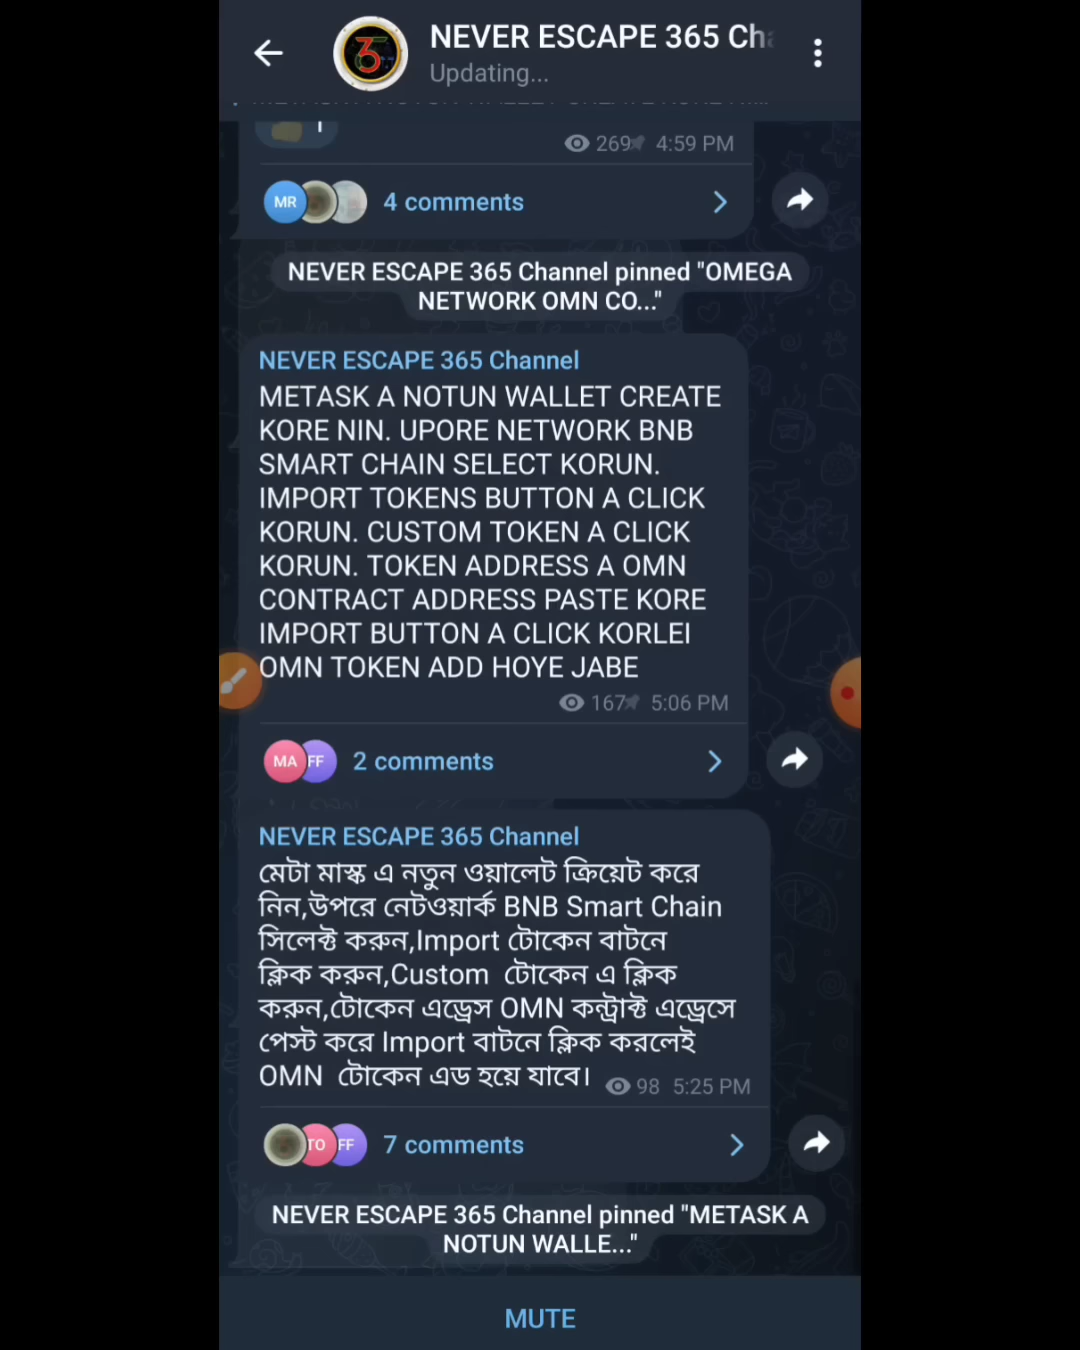 NEVER ESCAPE 365 Ch
Updating...
1
269 4:59 PM
MR
4 comments
NEVER ESCAPE 365 Channel pinned "OMEGA
NETWORK OMN CO..."
NEVER ESCAPE 365 Channel
METASK A NOTUN WALLET CREATE
KORE NIN. UPORE NETWORK BNB
SMART CHAIN SELECT KORUN.
IMPORT TOKENS BUTTON A CLICK
KORUN. CUSTOM TOKEN A CLICK
KORUN. TOKEN ADDRESS A OMN
CONTRACT ADDRESS PASTE KORE
IMPORT BUTTON A CLICK KORLEI
OMN TOKEN ADD HOYE JABE
167 5:06 PM
MA FF
2 comments
NEVER ESCAPE 365 Channel
মেটা মাস্ক এ নতুন ওয়ালেট ক্রিয়েট করে
নিন,উপরে নেটওয়ার্ক BNB Smart Chain
সিলেক্ট করুন,Import টোকেন বাটনে
ক্লিক করুন,Custom টোকেন এ ক্লিক
করুন,টোকেন এড্রেস OMN কন্ট্রাক্ট এড্রেসে
পেস্ট করে Import বাটনে ক্লিক করলেই
OMN টোকেন এড হয়ে যাবে।
98 5:25 PM
TO FF
7 comments
NEVER ESCAPE 365 Channel pinned "METASK A
NOTUN WALLE..."
MUTE